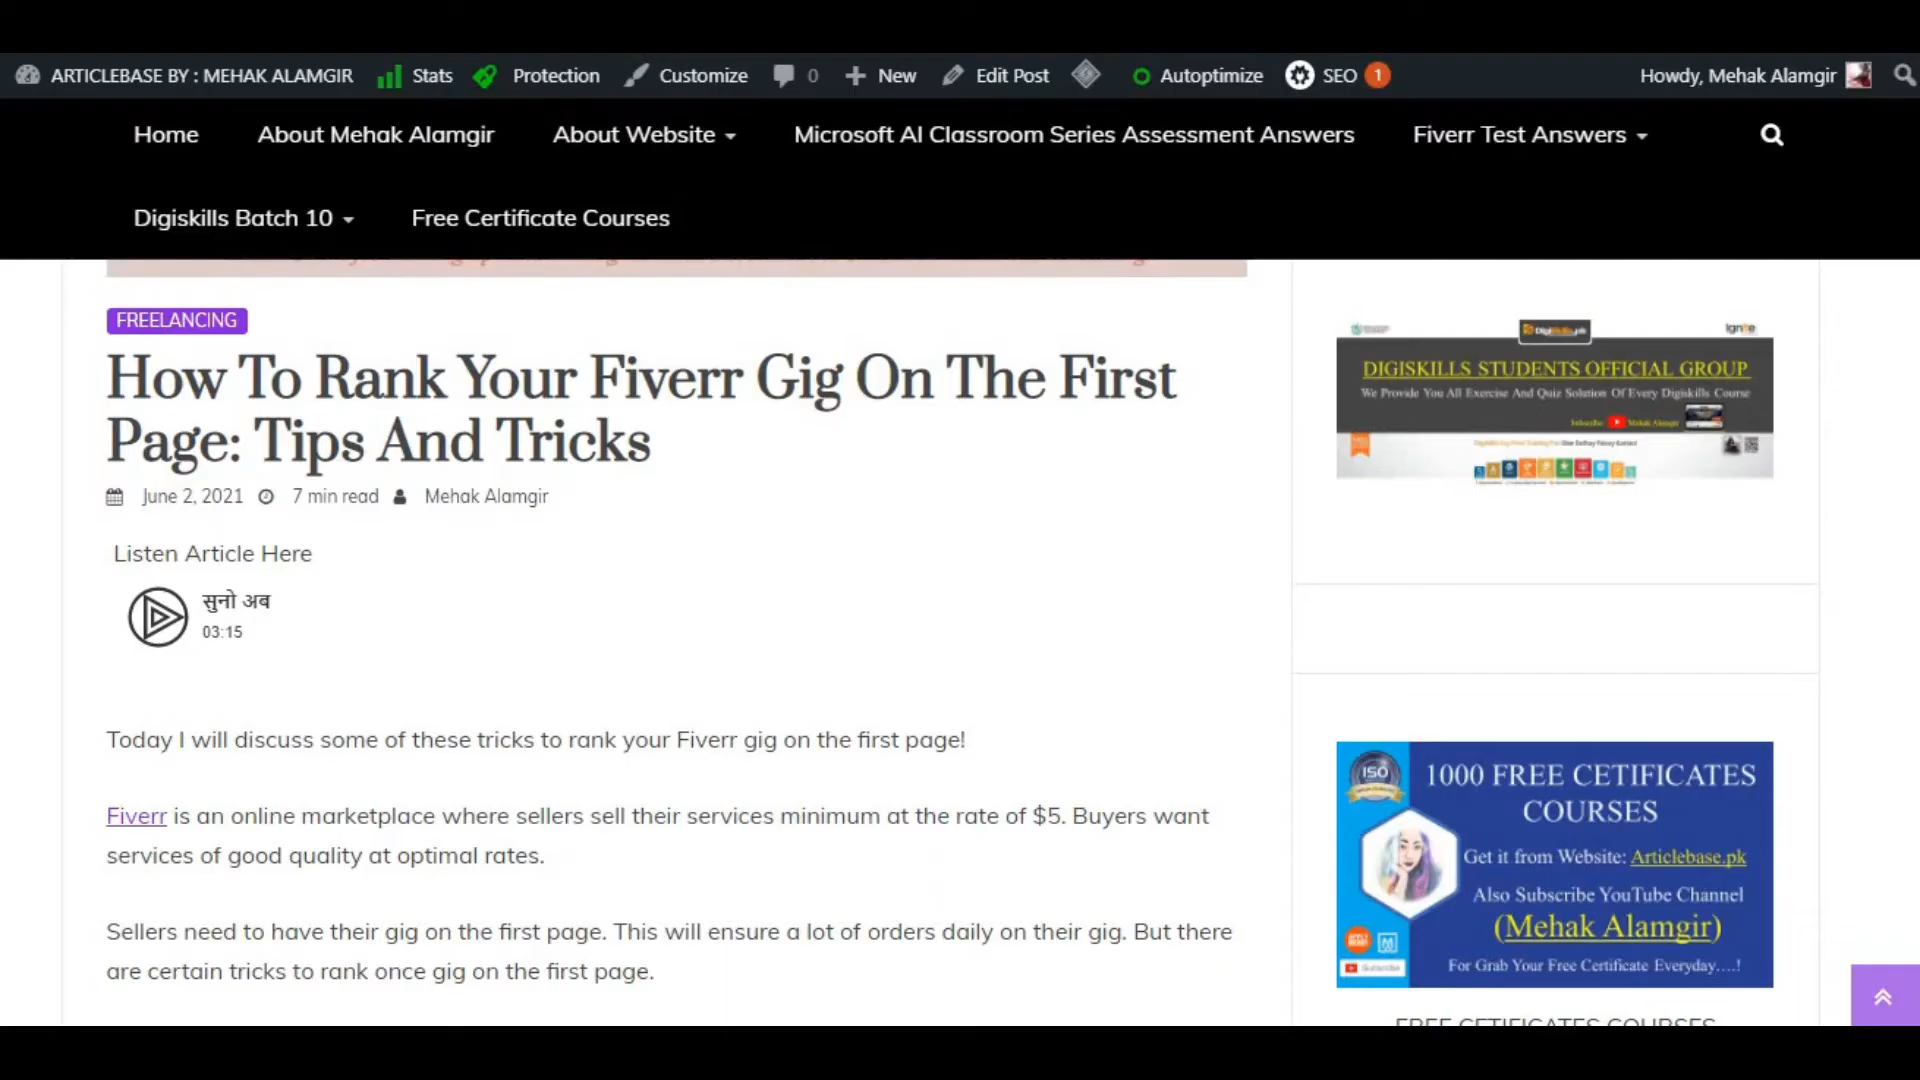 ARTICLEBASE BY : MEHAK ALAMGIR Stats Protection Customize 0 New Edit Post Autoptimize SEO 1 Howdy, Mehak Alamgir
Home About Mehak Alamgir About Website Microsoft AI Classroom Series Assessment Answers Fiverr Test Answers
Digiskills Batch 10 Free Certificate Courses
FREELANCING
How To Rank Your Fiverr Gig On The First
Page: Tips And Tricks
June 2, 2021 7 min read Mehak Alamgir
Listen Article Here
सुनो अब
03:15
Today I will discuss some of these tricks to rank your Fiverr gig on the first page!
Fiverr is an online marketplace where sellers sell their services minimum at the rate of $5. Buyers want
services of good quality at optimal rates.
Sellers need to have their gig on the first page. This will ensure a lot of orders daily on their gig. But there
are certain tricks to rank once gig on the first page.
ignite
DIGISKILLS STUDENTS OFFICIAL GROUP
We Provide You All Exercise And Quiz Solution Of Every Digiskills Course
Subscribe Mehak Alamgir
ISO
1000 FREE CETIFICATES
COURSES
Get it from Website: Articlebase.pk
Also Subscribe YouTube Channel
(Mehak Alamgir)
Subscribe
For Grab Your Free Certificate Everyday....!
FREE CETIFICATES COURSES